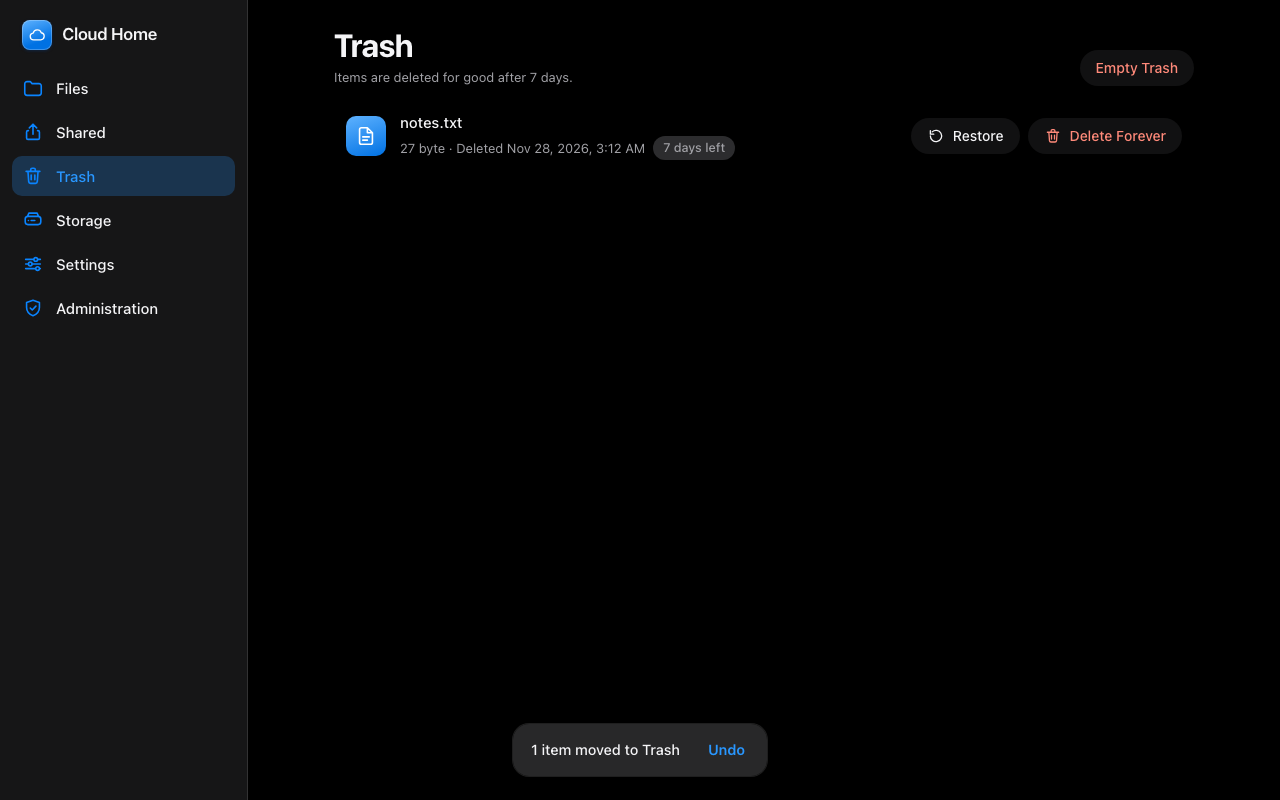 Cloud Home
Files
Shared
Trash
Storage
Settings
Administration
Trash
Items are deleted for good after 7 days.
Empty Trash
notes.txt
27 byte · Deleted Nov 28, 2026, 3:12 AM 7 days left
Restore
Delete Forever
1 item moved to Trash Undo